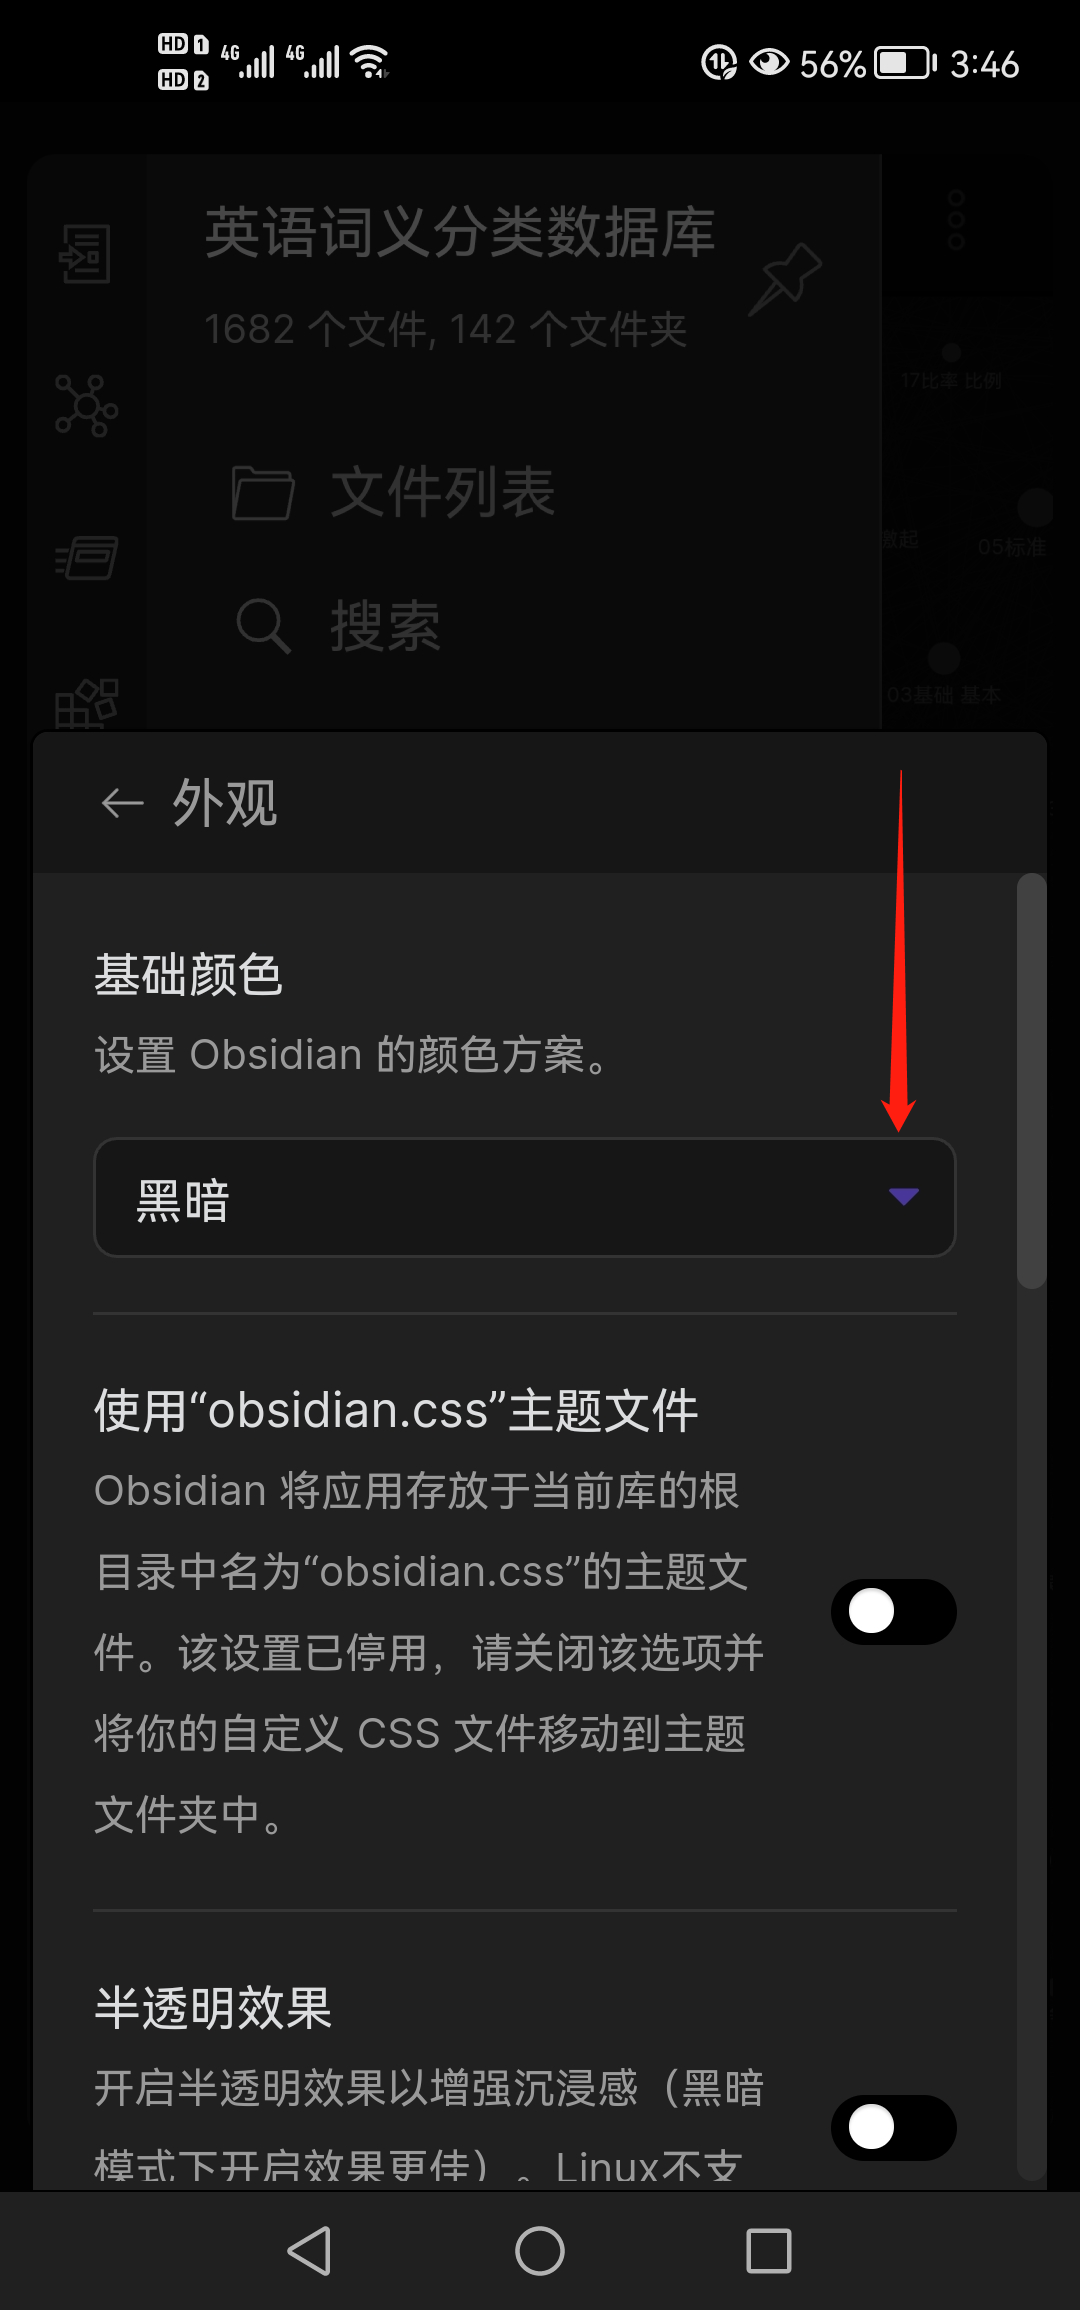 HD 1 4G 4G 56% 3:46
HD 2
英语词义分类数据库
1682 个文件, 142 个文件夹
17比率 比例
文件列表
激起
05标准
搜索
03基础 基本
外观
基础颜色
设置 Obsidian 的颜色方案。
黑暗
使用“obsidian.css”主题文件
Obsidian 将应用存放于当前库的根
目录中名为“obsidian.css”的主题文
件。该设置已停用，请关闭该选项并
将你的自定义 CSS 文件移动到主题
文件夹中。
半透明效果
开启半透明效果以增强沉浸感（黑暗
模式下开启效果更佳）。Linux不支